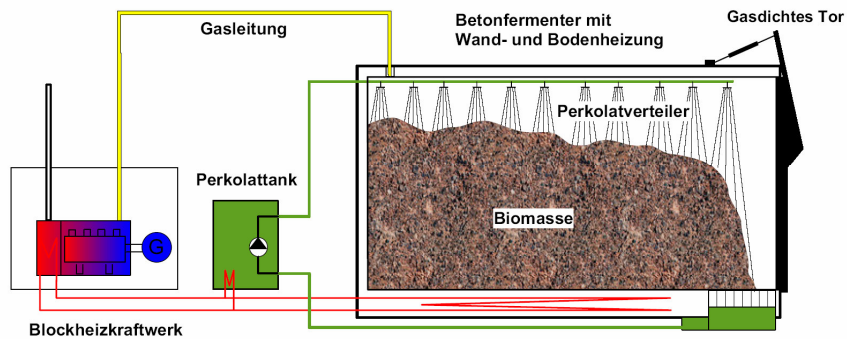 Gasleitung
Betonfermenter mit
Wand- und Bodenheizung
Gasdichtes Tor
Perkolatverteiler
Perkolattank
Biomasse
G
Blockheizkraftwerk